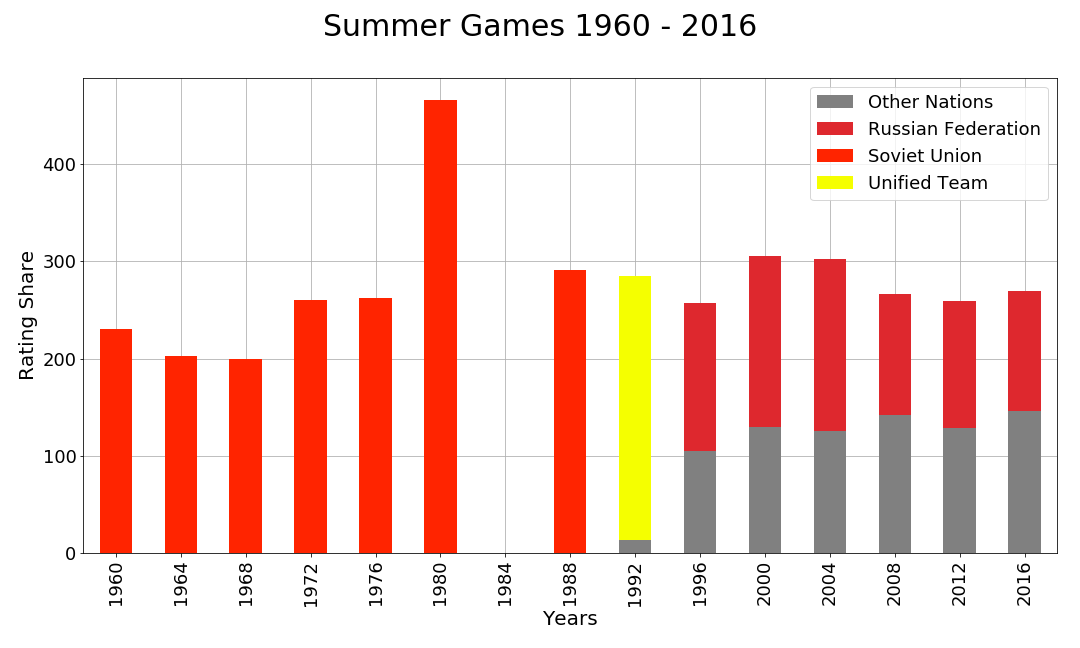 Summer Games 1960 - 2016
Other Nations
Russian Federation
Soviet Union
Unified Team
Rating Share
400
300
200
100
0
1960
1964
1968
1972
1976
1980
1984
1988
1992
1996
2000
2004
2008
2012
2016
Years